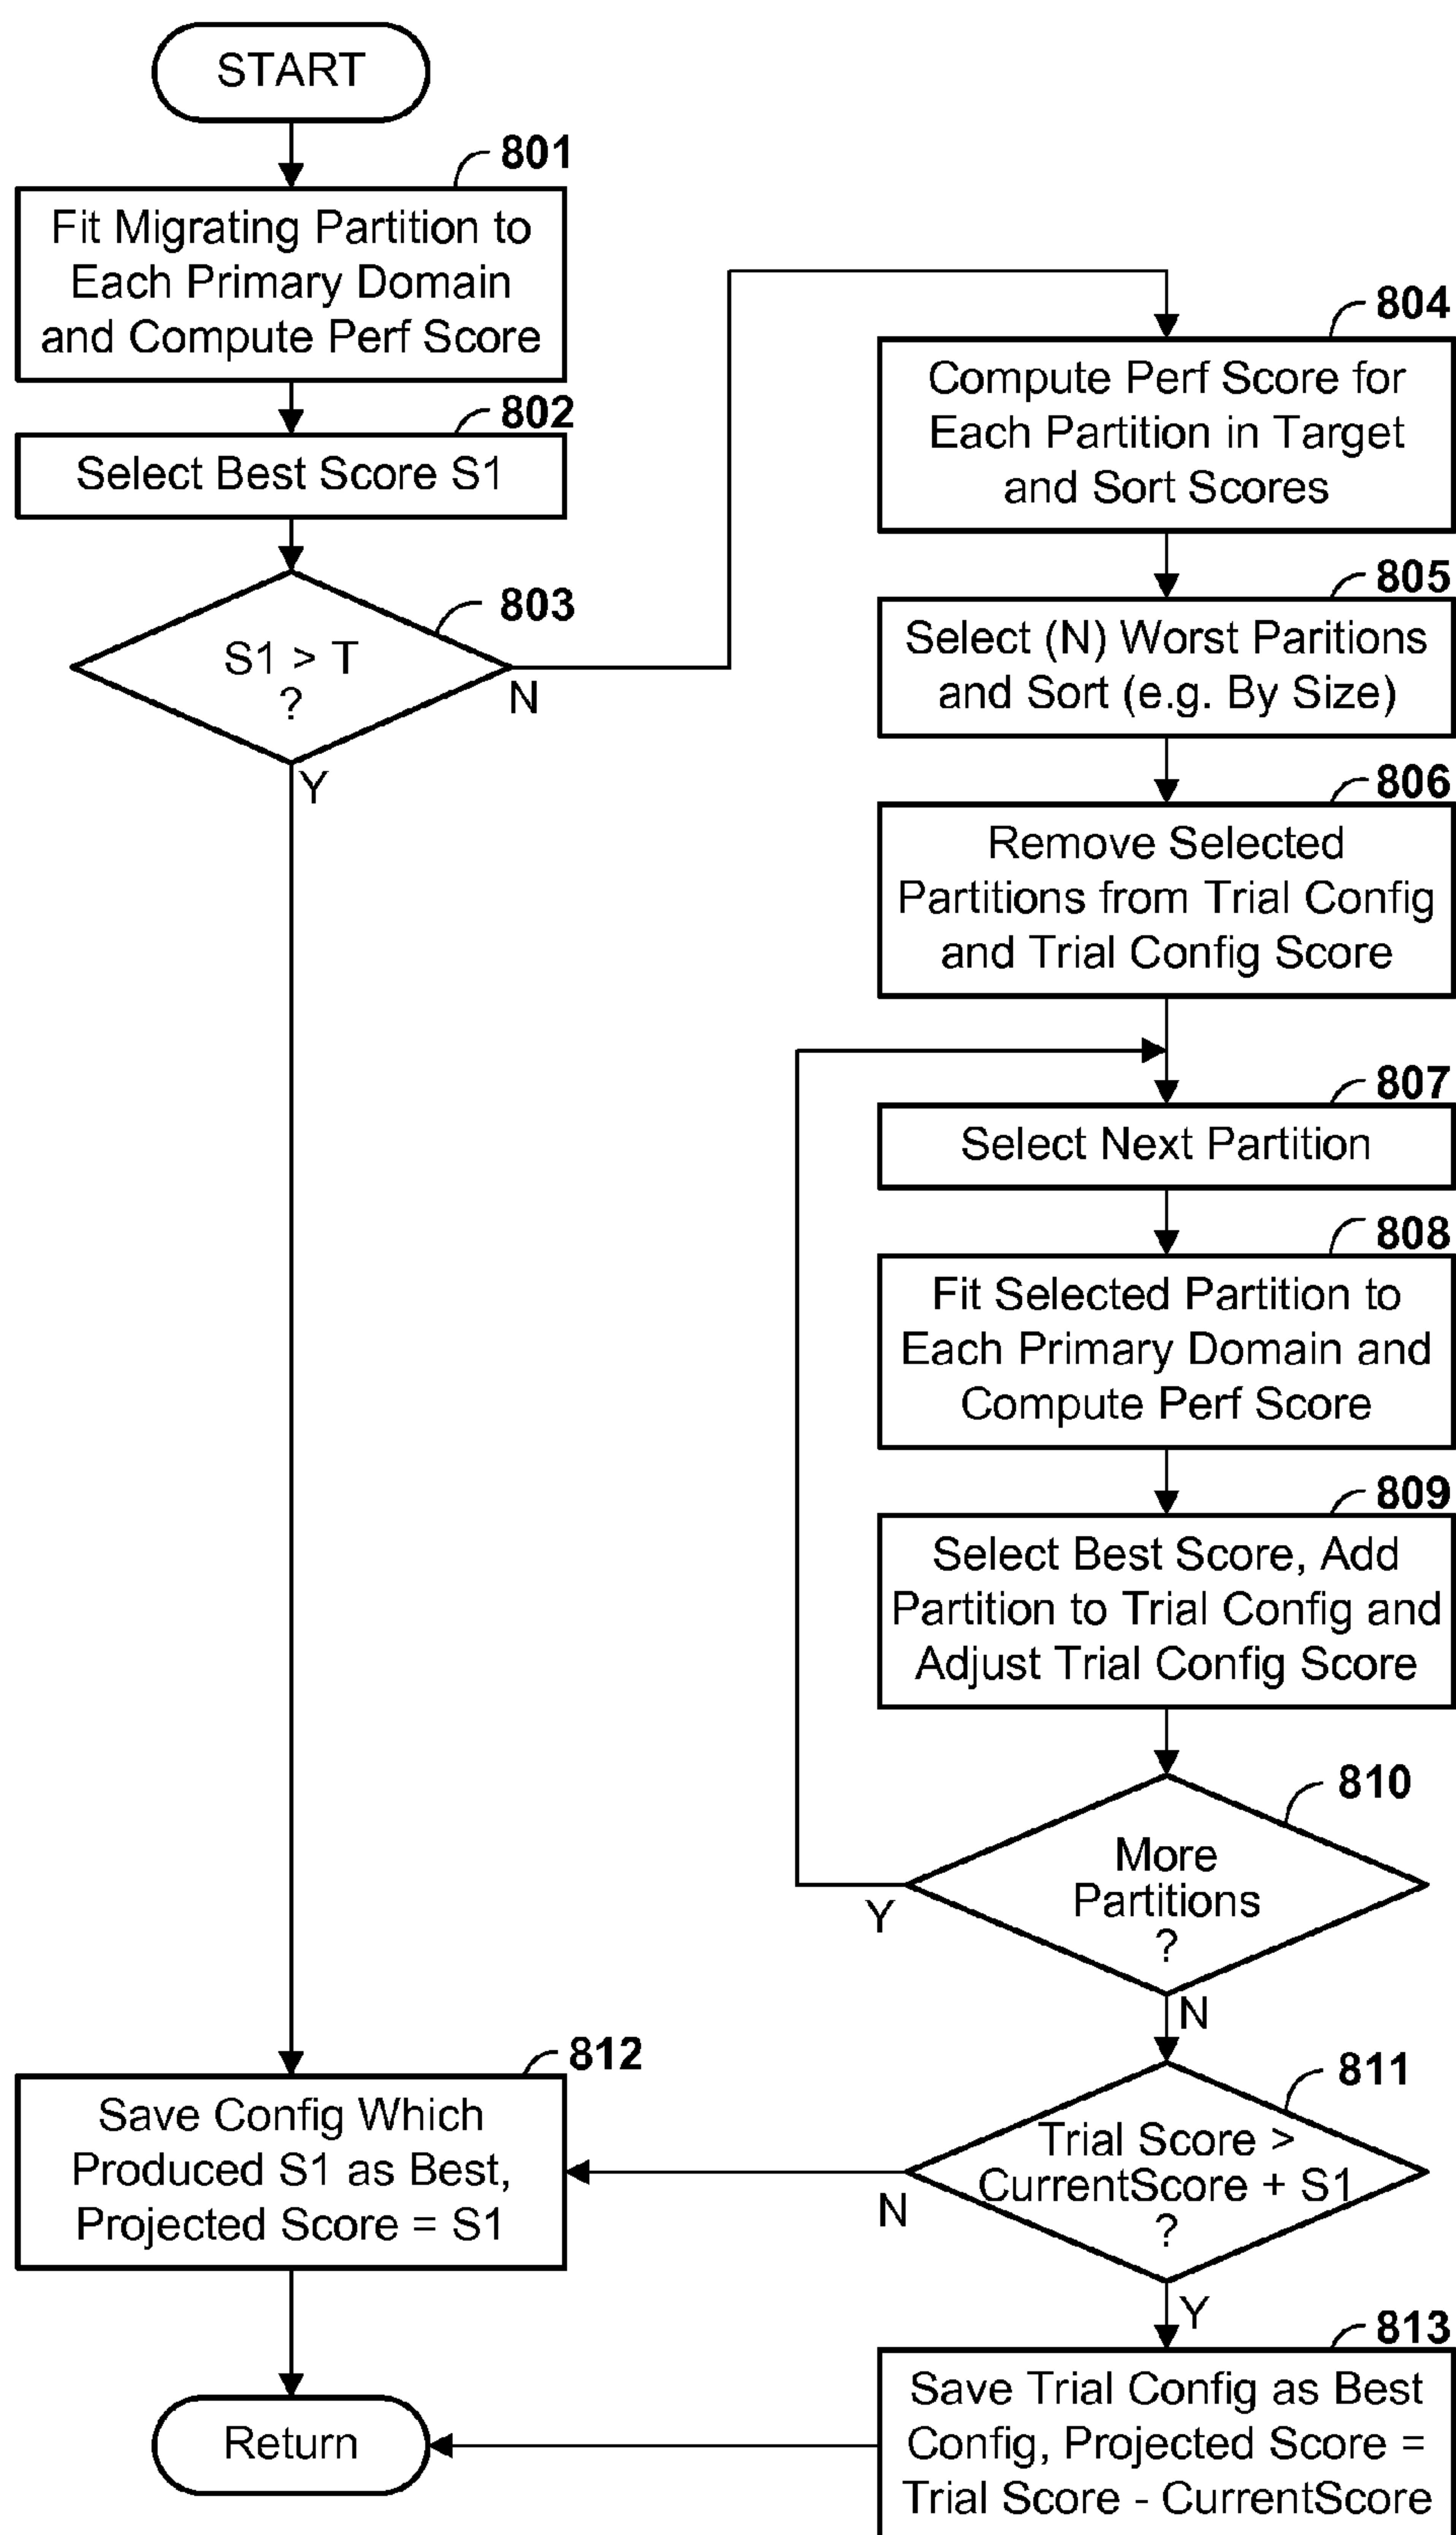 START
801
Fit Migrating Partition to
Each Primary Domain
and Compute Perf Score
802
Select Best Score S1
803
S1 > T
?
N
Y
804
Compute Perf Score for
Each Partition in Target
and Sort Scores
805
Select (N) Worst Paritions
and Sort (e.g. By Size)
806
Remove Selected
Partitions from Trial Config
and Trial Config Score
807
Select Next Partition
808
Fit Selected Partition to
Each Primary Domain and
Compute Perf Score
809
Select Best Score, Add
Partition to Trial Config and
Adjust Trial Config Score
810
More
Partitions
?
Y
N
811
Trial Score >
CurrentScore + S1
?
N
Y
812
Save Config Which
Produced S1 as Best,
Projected Score = S1
813
Save Trial Config as Best
Config, Projected Score =
Trial Score - CurrentScore
Return